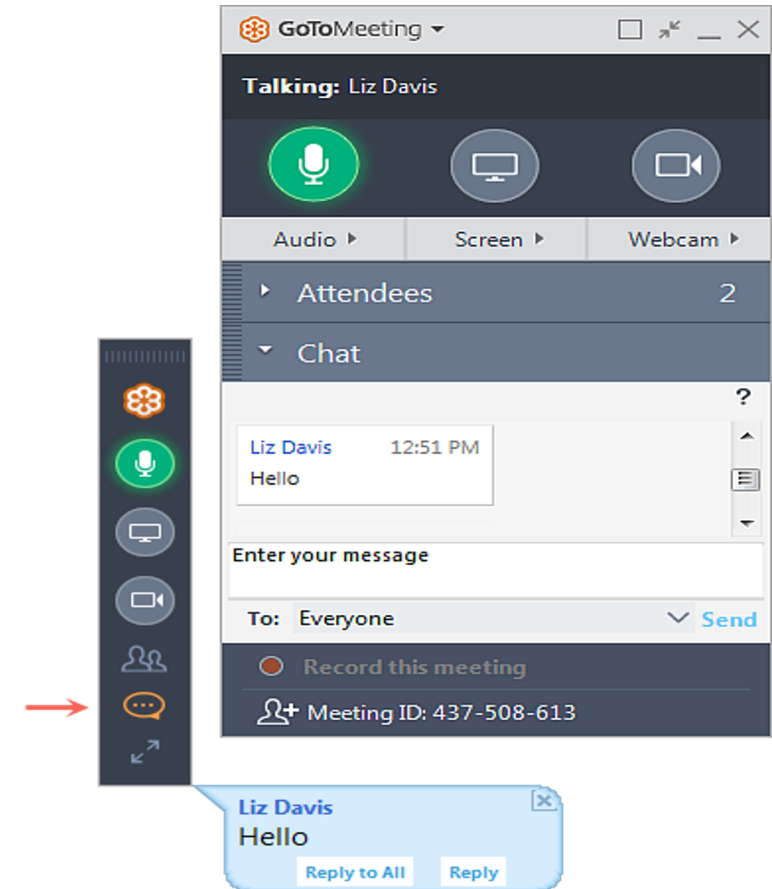 GoToMeeting
Talking: Liz Davis
Audio Screen Webcam
Attendees 2
Chat
?
Liz Davis 12:51 PM
Hello
Enter your message
To: Everyone Send
Record this meeting
Meeting ID: 437-508-613
Liz Davis
Hello
Reply to All Reply